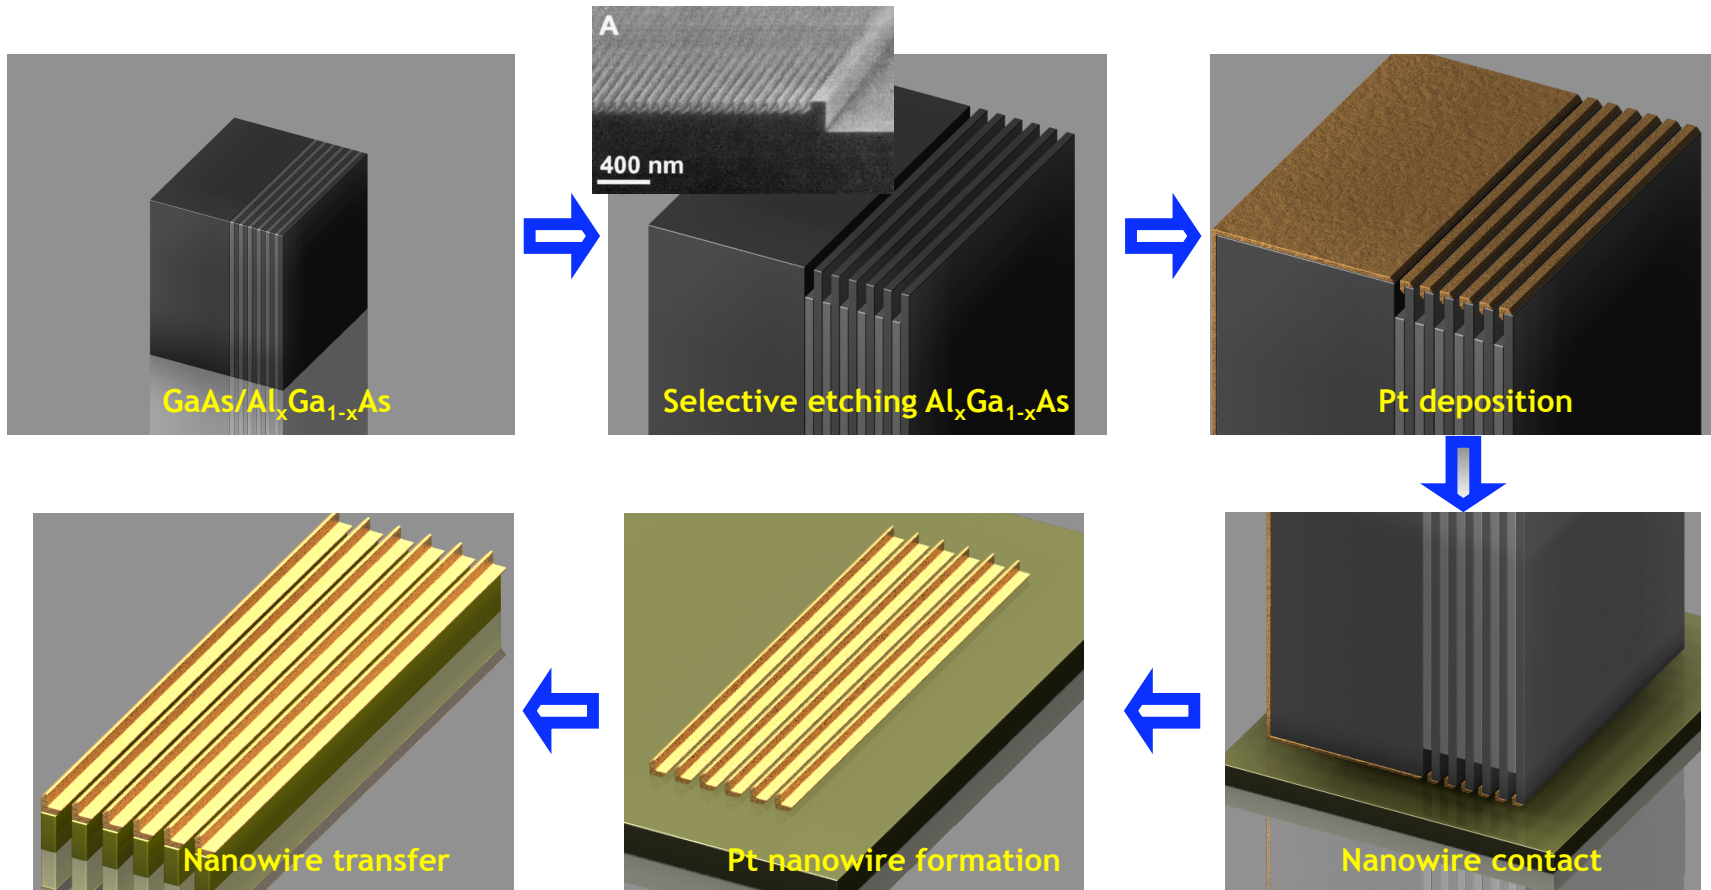 A
400 nm
GaAs/AlₓGa₁₋ₓAs
Selective etching AlₓGa₁₋ₓAs
Pt deposition
Nanowire transfer
Pt nanowire formation
Nanowire contact